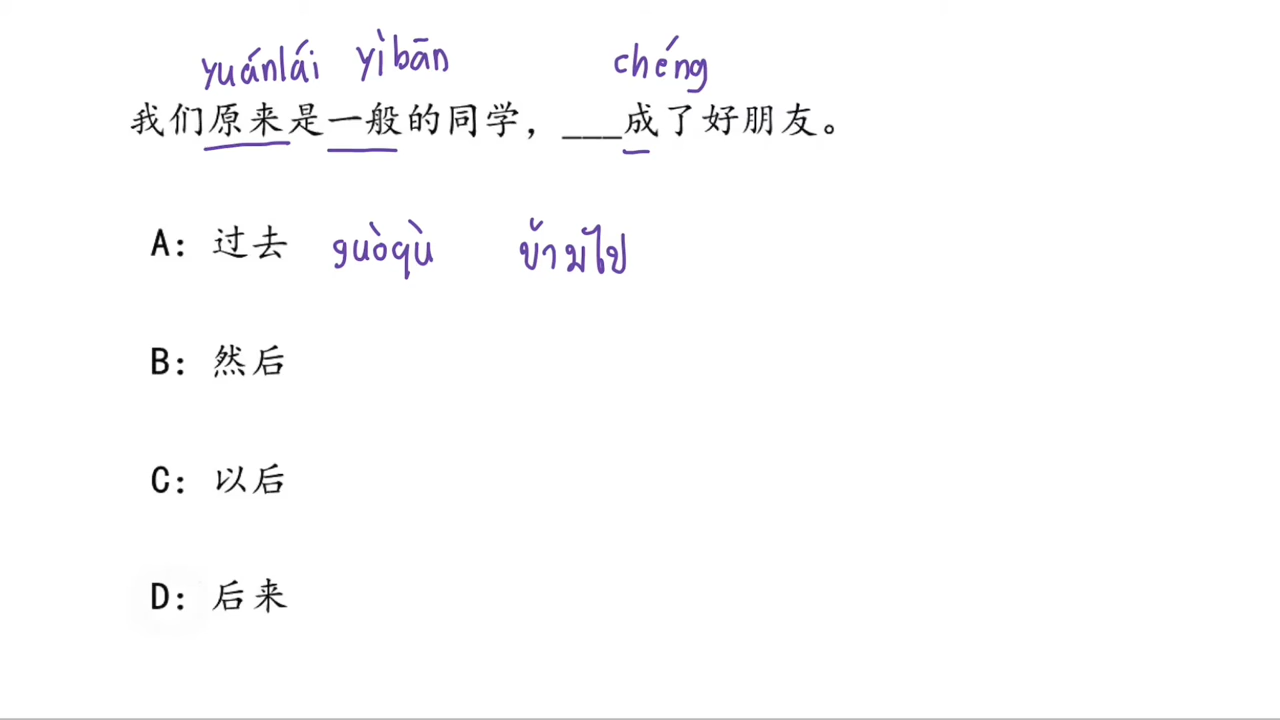 yuánlái yìbān chéng
我们原来是一般的同学，___成了好朋友。
A: 过去 guòqù ข้ามไป
B: 然后
C: 以后
D: 后来